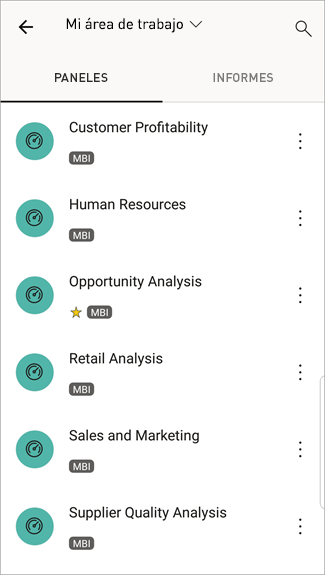 Mi área de trabajo
PANELES INFORMES
Customer Profitability
MBI
Human Resources
MBI
Opportunity Analysis
MBI
Retail Analysis
MBI
Sales and Marketing
MBI
Supplier Quality Analysis
MBI